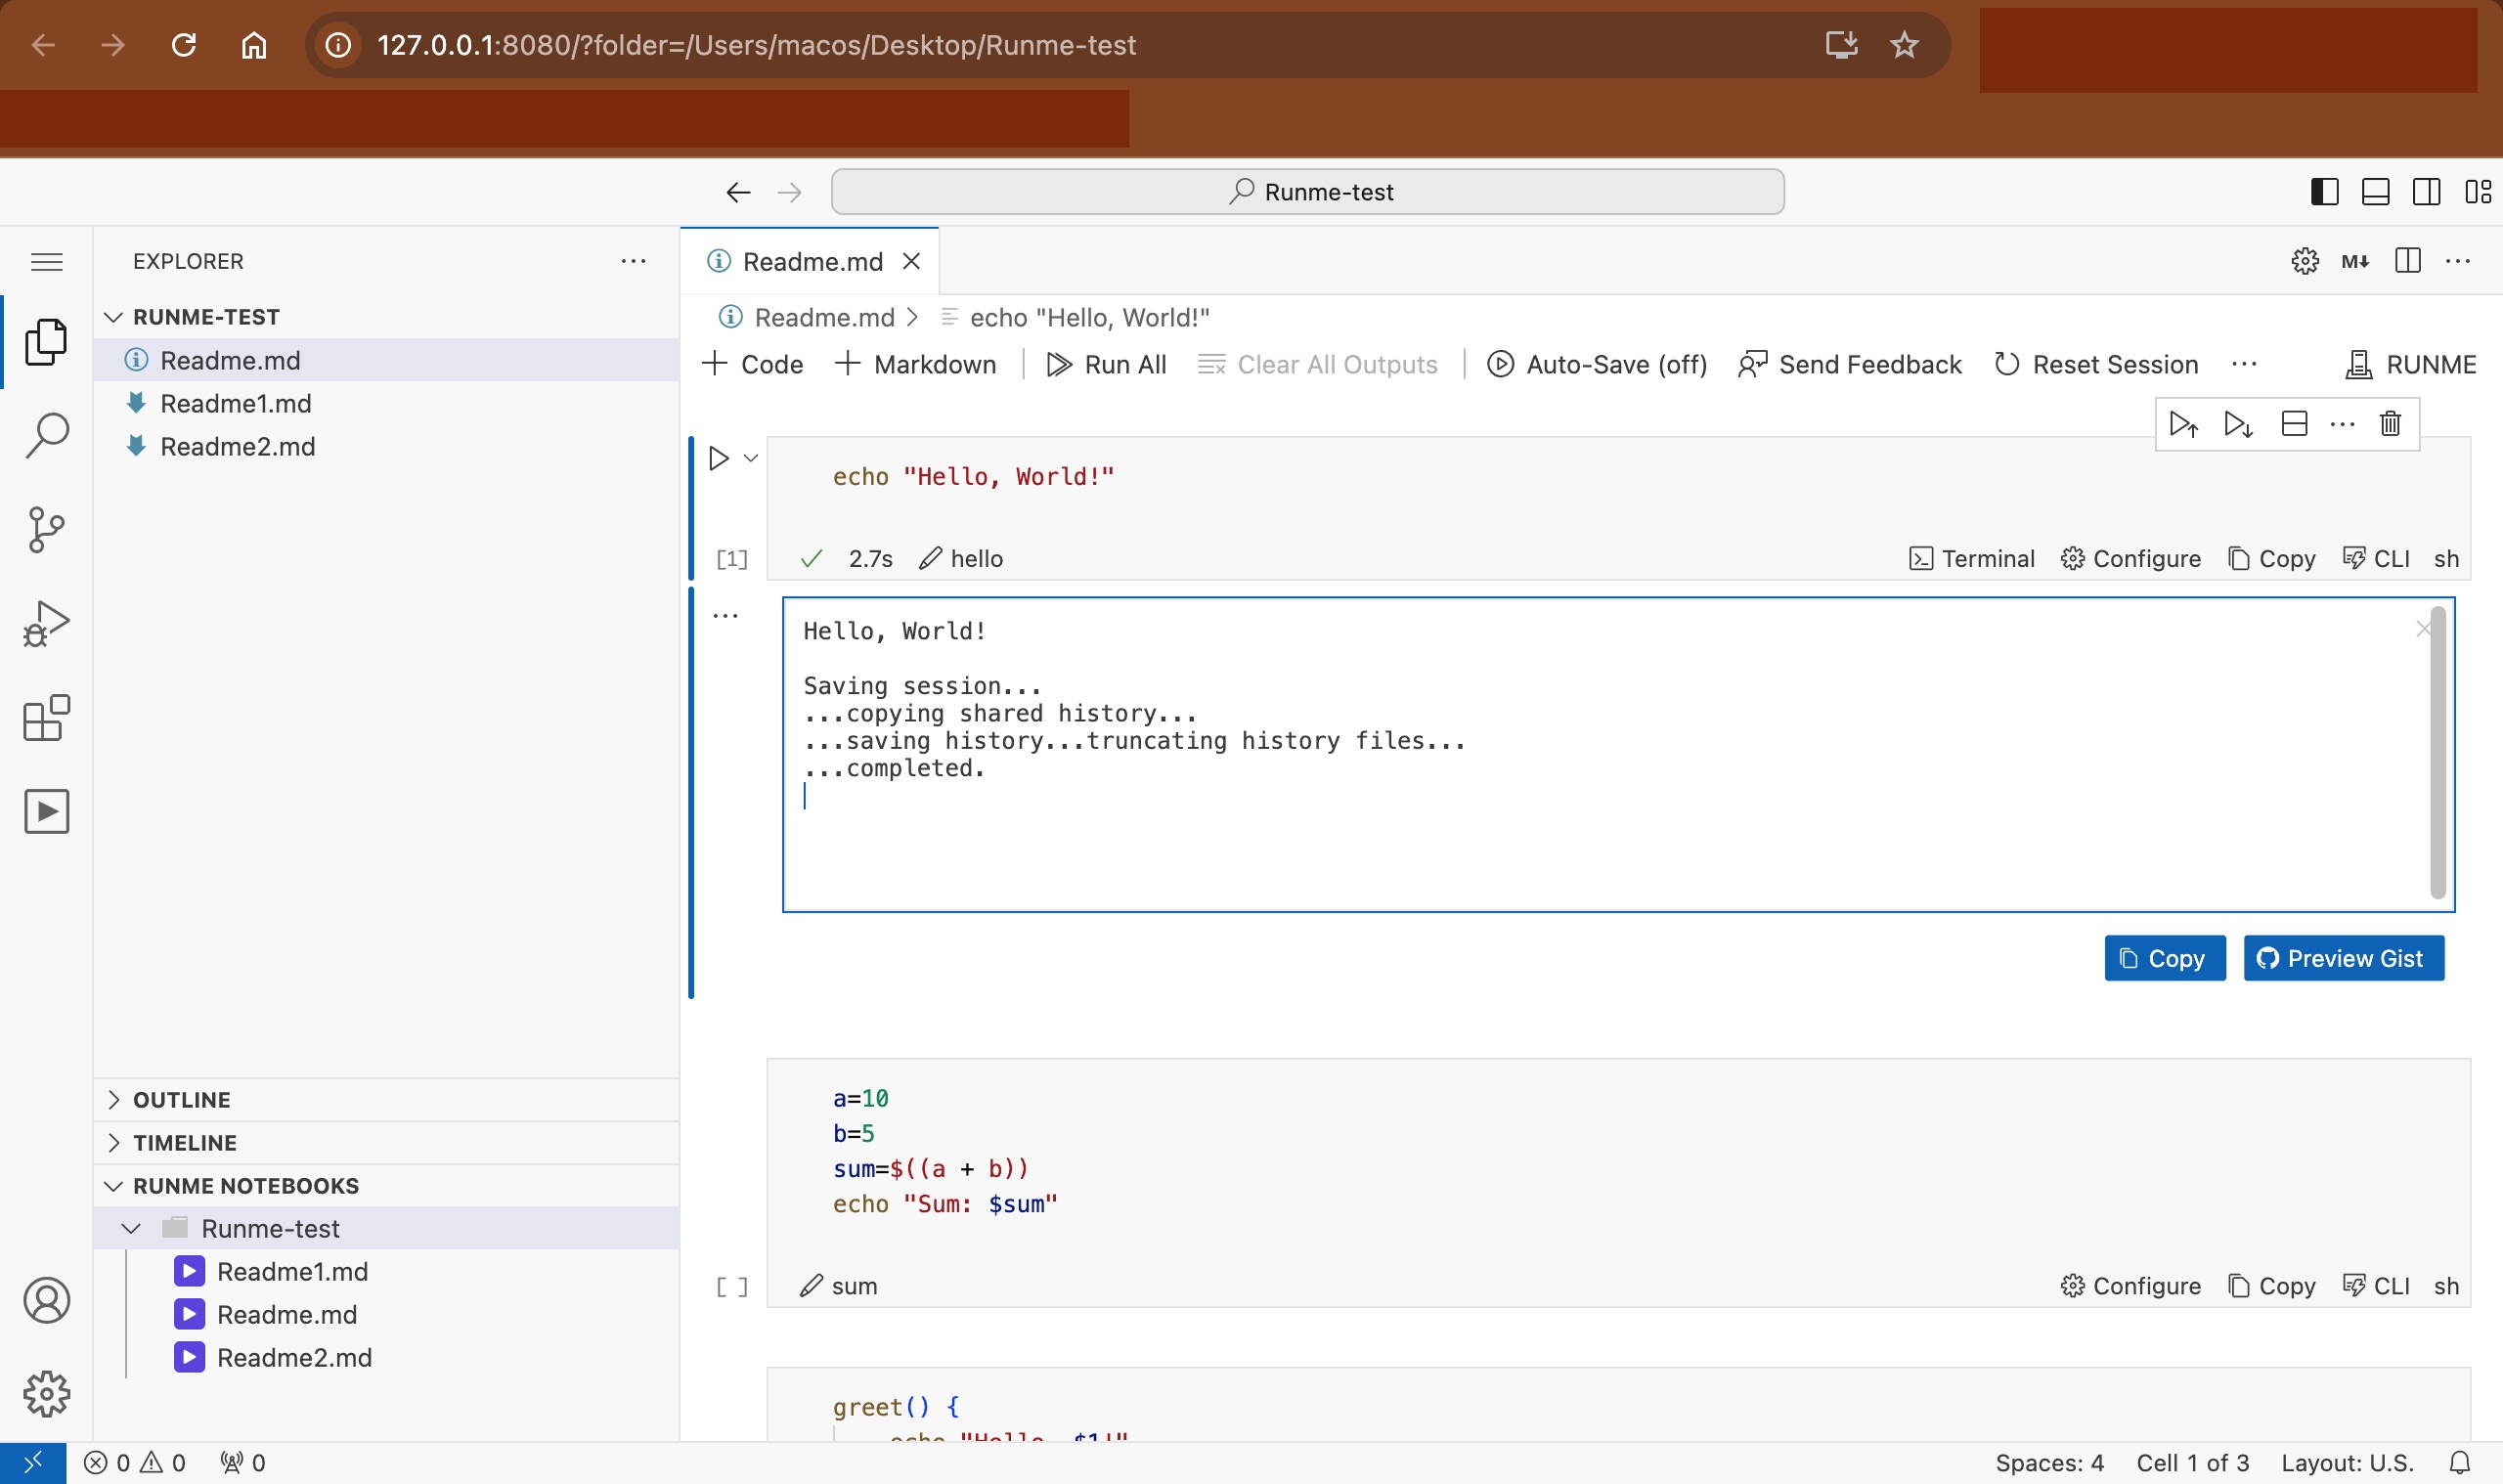 127.0.0.1:8080/?folder=/Users/macos/Desktop/Runme-test
Runme-test
EXPLORER
RUNME-TEST
Readme.md
Readme1.md
Readme2.md
OUTLINE
TIMELINE
RUNME NOTEBOOKS
Runme-test
Readme1.md
Readme.md
Readme2.md
Readme.md
M
Readme.md > echo "Hello, World!"
Code Markdown Run All Clear All Outputs Auto-Save (off) Send Feedback Reset Session ... RUNME
echo "Hello, World!"
[1] 2.7s hello Terminal Configure Copy CLI sh
Hello, World!
Saving session...
...copying shared history...
...saving history...truncating history files...
...completed.
Copy Preview Gist
a=10
b=5
sum=$((a + b))
echo "Sum: $sum"
[ ] sum Configure Copy CLI sh
greet() {
echo "Hello, $1!"
0 0 0 Spaces: 4 Cell 1 of 3 Layout: U.S.